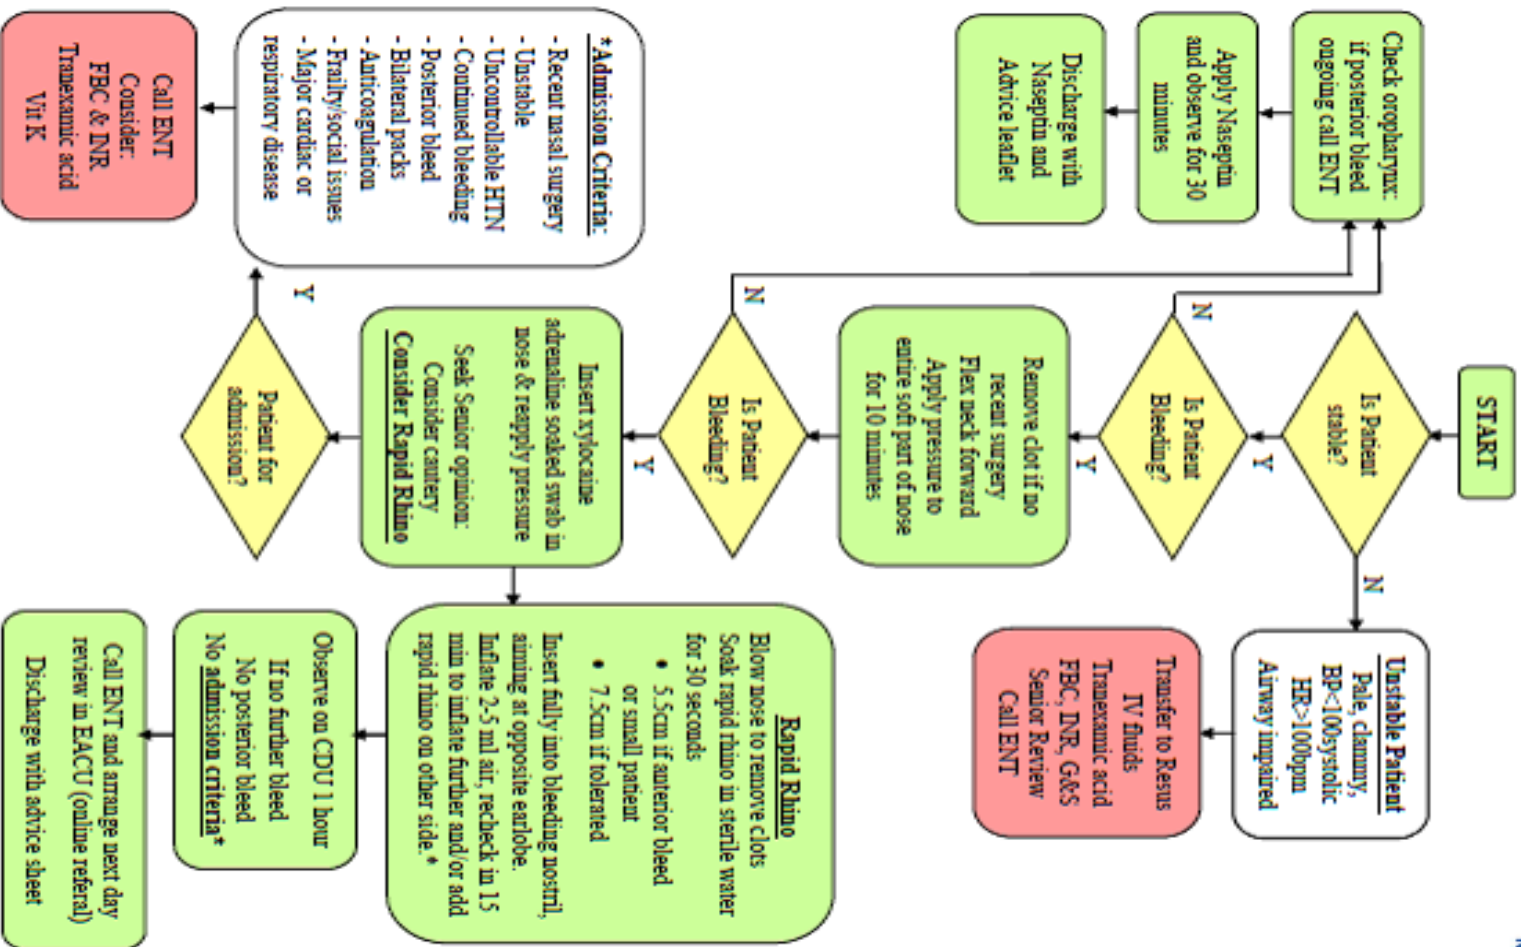 START
Is Patient
stable?
N
Unstable Patient
Pale, clammy,
BP<100systolic
HR>100bpm
Airway impaired
Transfer to Resus
IV fluids
Tranexamic acid
FBC, INR, G&S
Senior Review
Call ENT
Y
Is Patient
Bleeding?
N
Check oropharynx:
if posterior bleed
ongoing call ENT
Apply Naseptin
and observe for 30
minutes
Discharge with
Naseptin and
Advice leaflet
Y
Remove clot if no
recent surgery
Flex neck forward
Apply pressure to
entire soft part of nose
for 10 minutes
Is Patient
Bleeding?
N
Y
Insert xylocaine
adrenaline soaked swab in
nose & reapply pressure
Seek Senior opinion:
Consider cautery
Consider Rapid Rhino
Rapid Rhino
Blow nose to remove clots
Soak rapid rhino in sterile water
for 30 seconds
• 5.5cm if anterior bleed
or small patient
• 7.5cm if tolerated
Insert fully into bleeding nostril,
aiming at opposite earlobe.
Inflate 2-5 ml air, recheck in 15
min to inflate further and/or add
rapid rhino on other side.*
Observe on CDU 1 hour
If no further bleed
No posterior bleed
No admission criteria*
Call ENT and arrange next day
review in EACU (online referal)
Discharge with advice sheet
Patient for
admission?
Y
*Admission Criteria:
- Recent nasal surgery
- Unstable
- Uncontrollable HTN
- Continued bleeding
- Posterior bleed
- Bilateral packs
- Anticoagulation
- Frailty/social issues
- Major cardiac or
respiratory disease
Call ENT
Consider:
FBC & INR
Tranexamic acid
Vit K